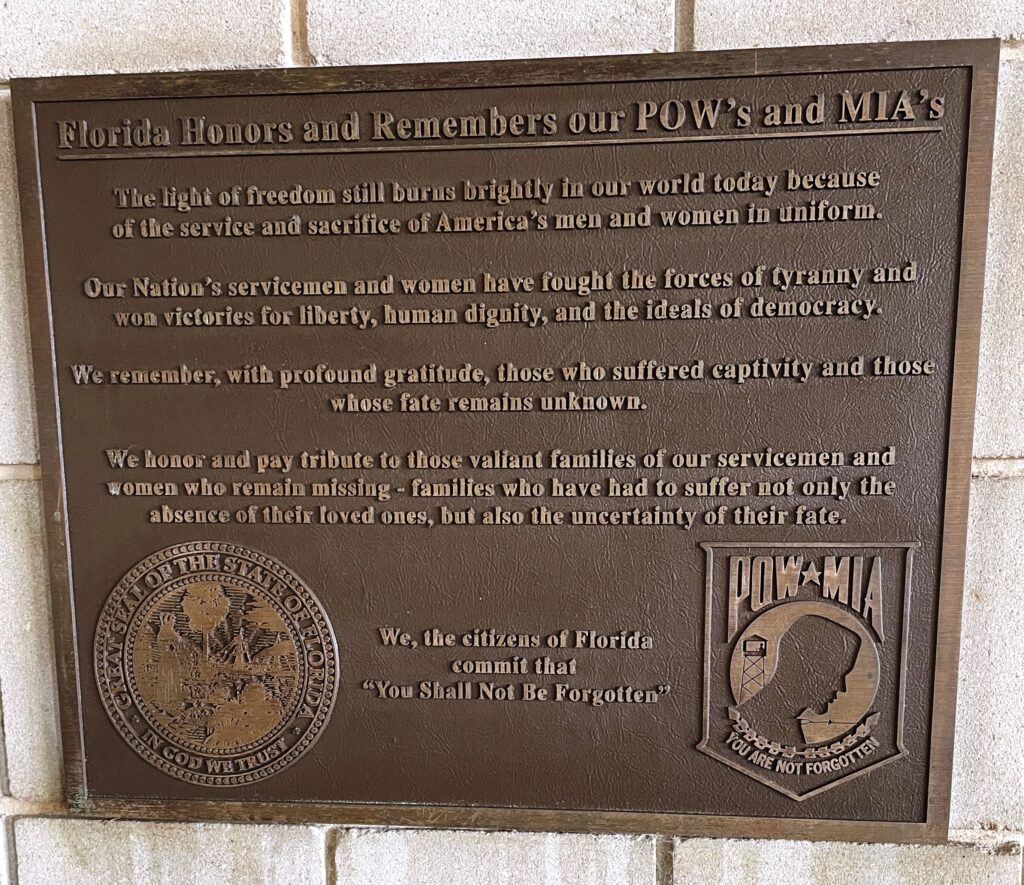 Florida Honors and Remembers our POW's and MIA's
The light of freedom still burns brightly in our world today because
of the service and sacrifice of America's men and women in uniform.
Our Nation's servicemen and women have fought the forces of tyranny and
won victories for liberty, human dignity, and the ideals of democracy.
We remember, with profound gratitude, those who suffered captivity and those
whose fate remains unknown.
We honor and pay tribute to those valiant families of our servicemen and
women who remain missing - families who have had to suffer not only the
absence of their loved ones, but also the uncertainty of their fate.
GREAT SEAL OF THE STATE OF FLORIDA
IN GOD WE TRUST
We, the citizens of Florida
commit that
"You Shall Not Be Forgotten"
POW★MIA
YOU ARE NOT FORGOTTEN